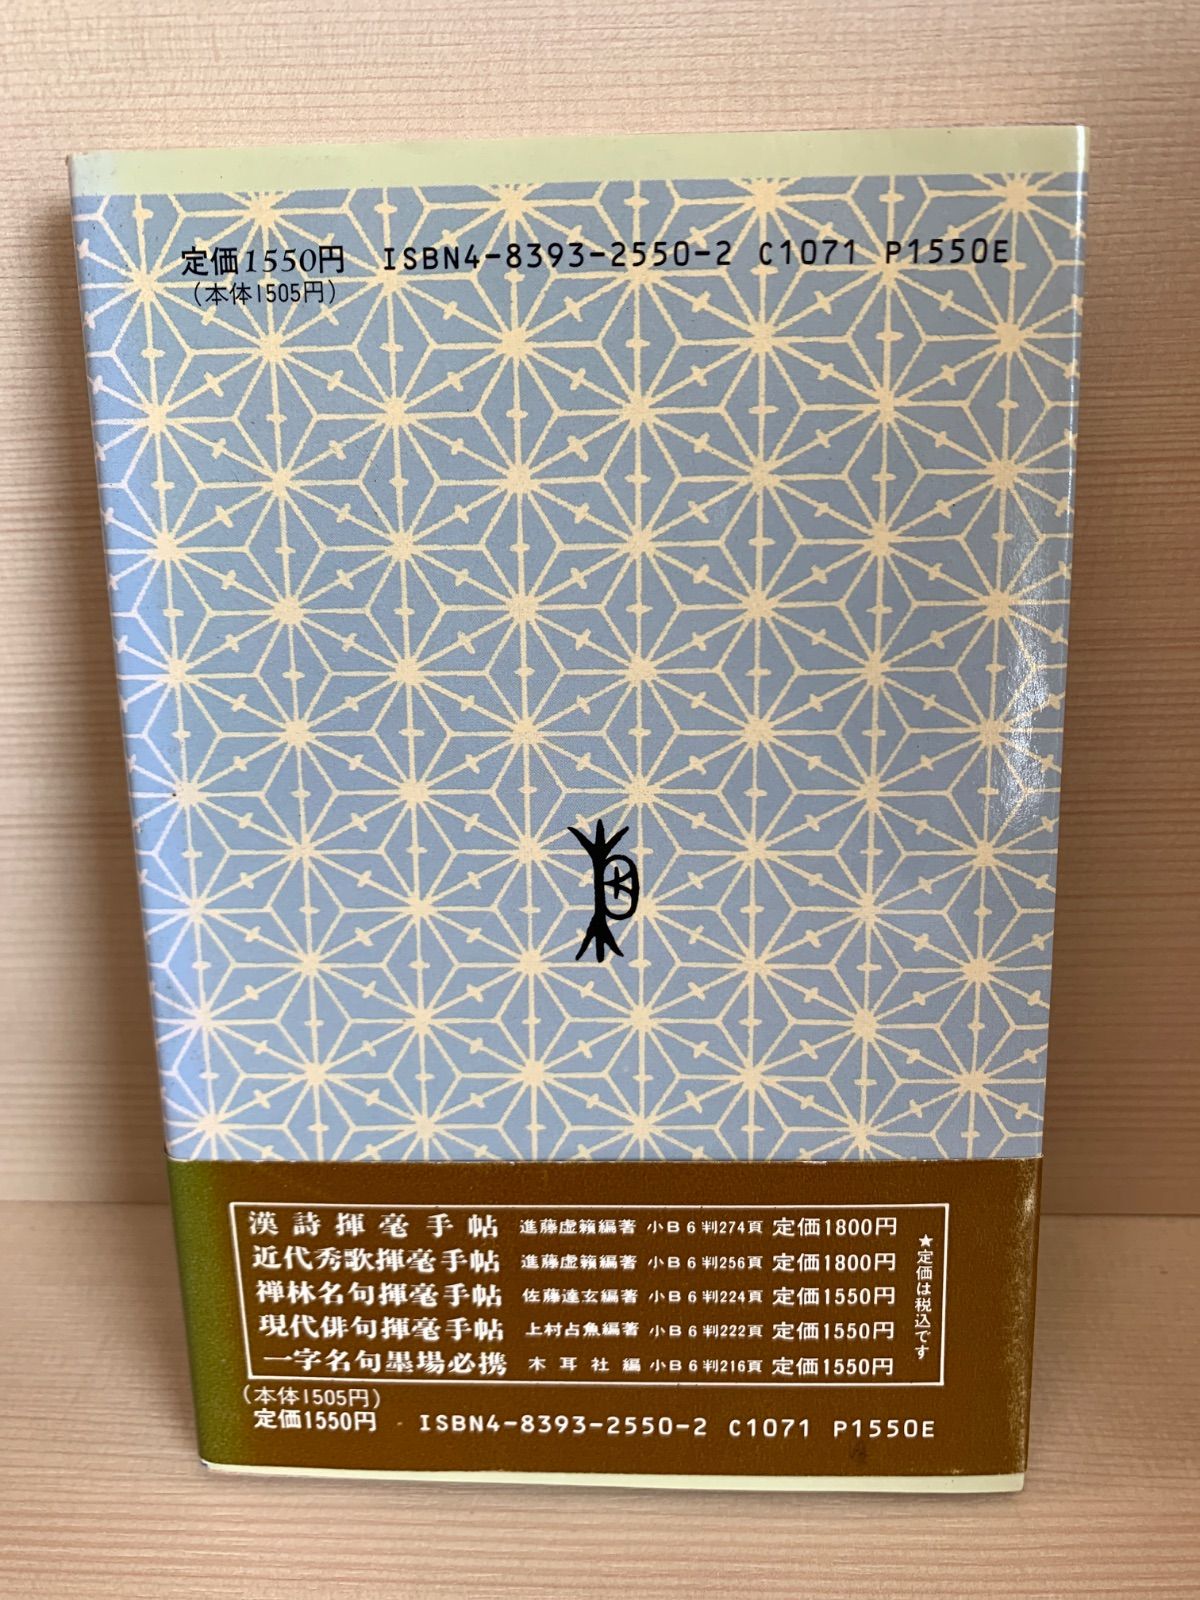 定価1550円 ISBN4-8393-2550-2 C1071 P1550E
(本体1505円)
漢詩揮毫手帖 進藤虚籟編著 小B6判274頁 定価1800円
近代秀歌揮毫手帖 進藤虚籟編著 小B6判256頁 定価1800円
禅林名句揮毫手帖 佐藤達玄編著 小B6判224頁 定価1550円
現代俳句揮毫手帖 上村占魚編著 小B6判222頁 定価1550円
一字名句墨場必携 木耳社編 小B6判216頁 定価1550円
★定価は税込です
(本体1505円)
定価1550円 ISBN4-8393-2550-2 C1071 P1550E